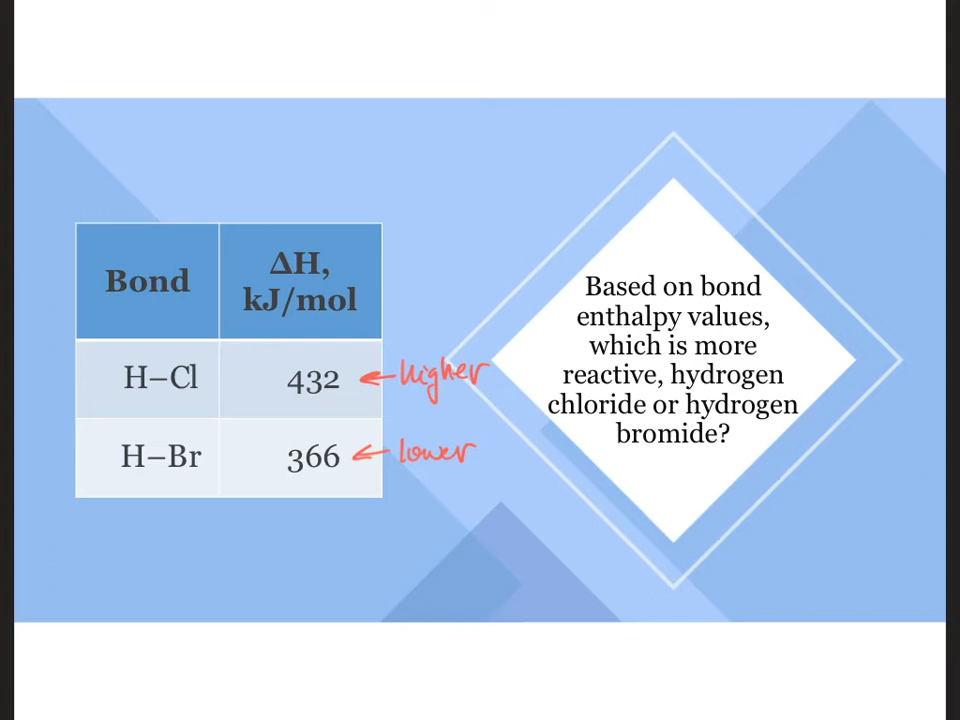 Bond
ΔH,
kJ/mol
H–Cl
432
higher
H–Br
366
lower
Based on bond
enthalpy values,
which is more
reactive, hydrogen
chloride or hydrogen
bromide?